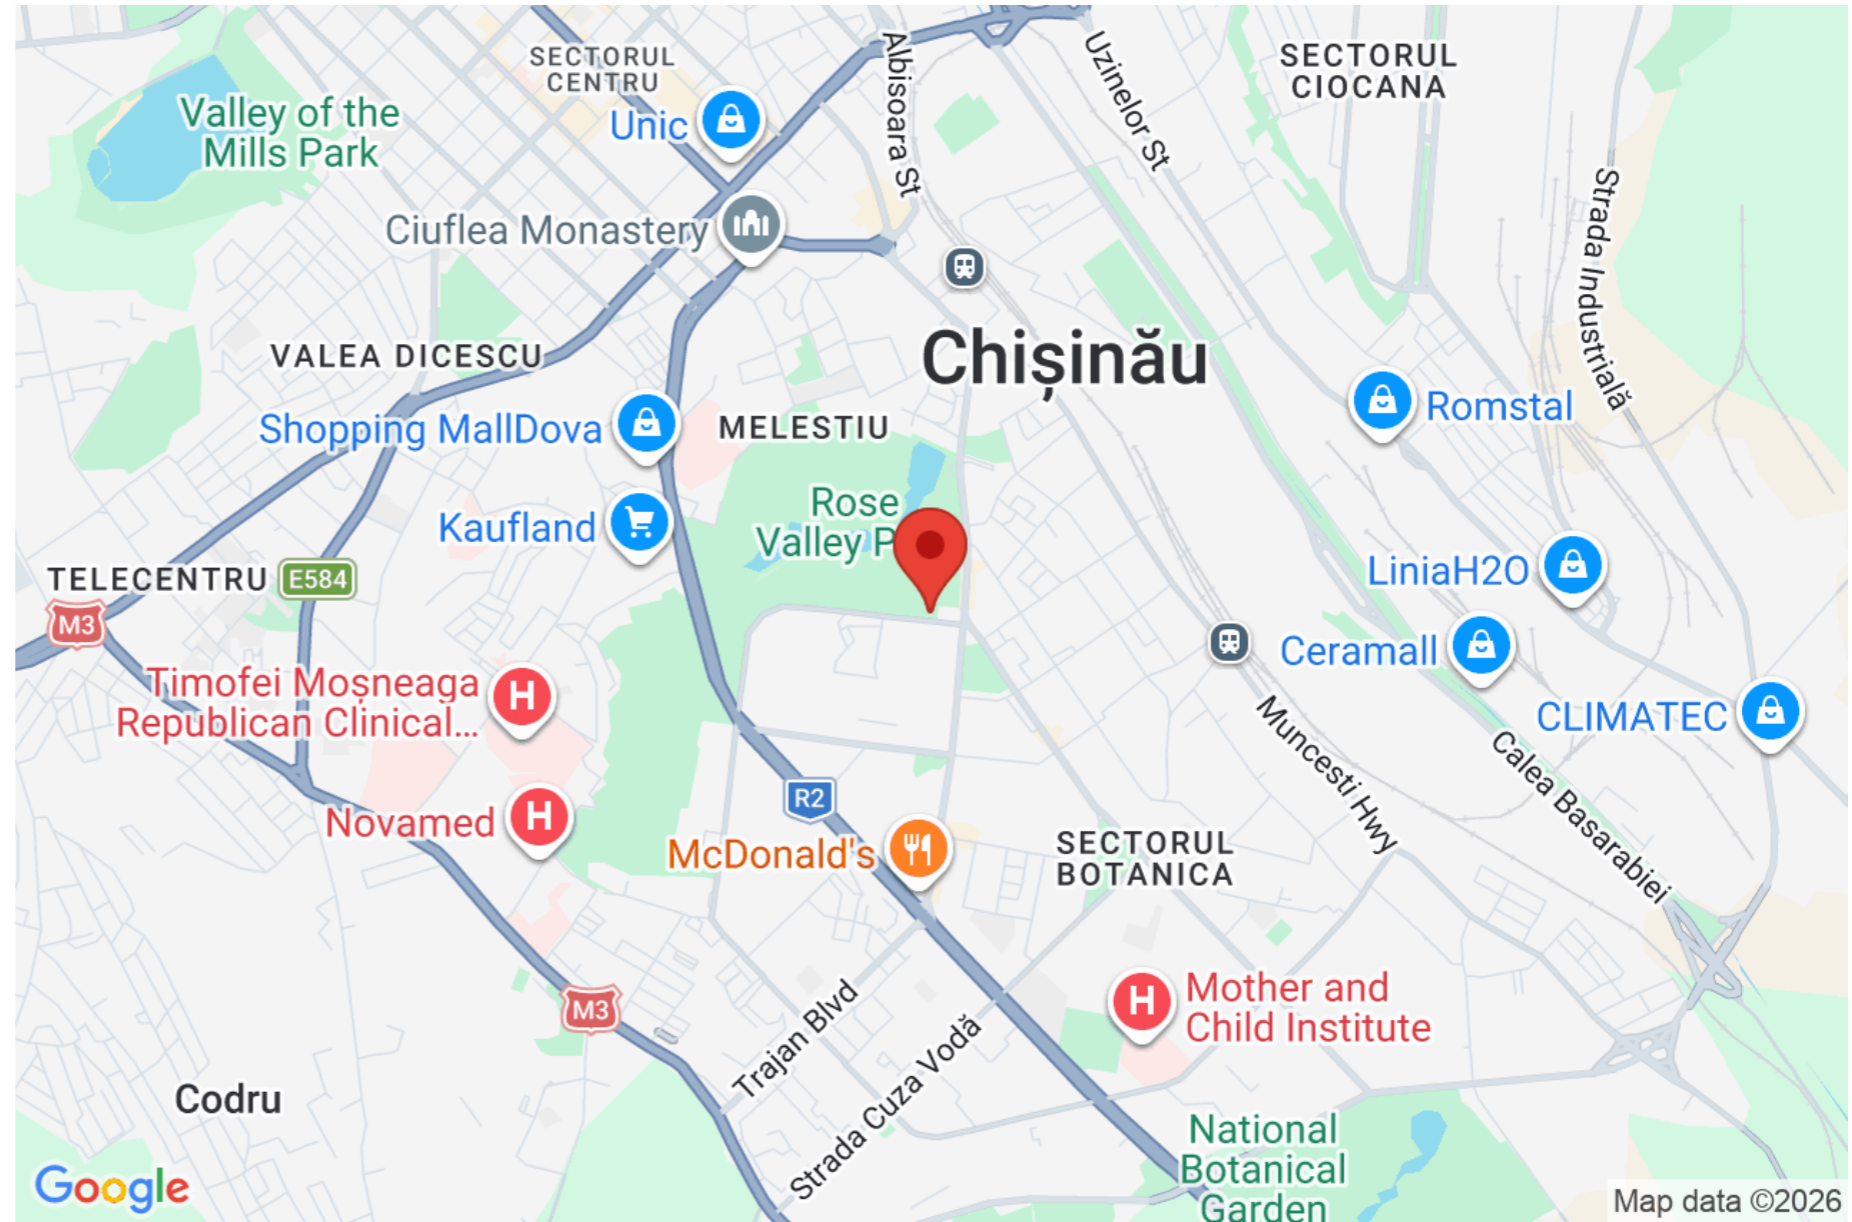 SECTORUL
CENTRU
Albisoara St
Uzinelor St
SECTORUL
CIOCANA
Valley of the
Mills Park
Unic
Strada Industrială
Ciuflea Monastery
Chișinău
VALEA DICESCU
Shopping MallDova
MELESTIU
Romstal
Rose
Valley P
Kaufland
TELECENTRU
E584
LiniaH2O
M3
Ceramall
Timofei Moșneaga
Republican Clinical...
H
CLIMATEC
Muncesti Hwy
Calea Basarabiei
R2
Novamed
H
McDonald's
SECTORUL
BOTANICA
M3
H
Mother and
Child Institute
Trajan Blvd
Strada Cuza Vodă
Codru
National
Botanical
Garden
Google
Map data ©2026